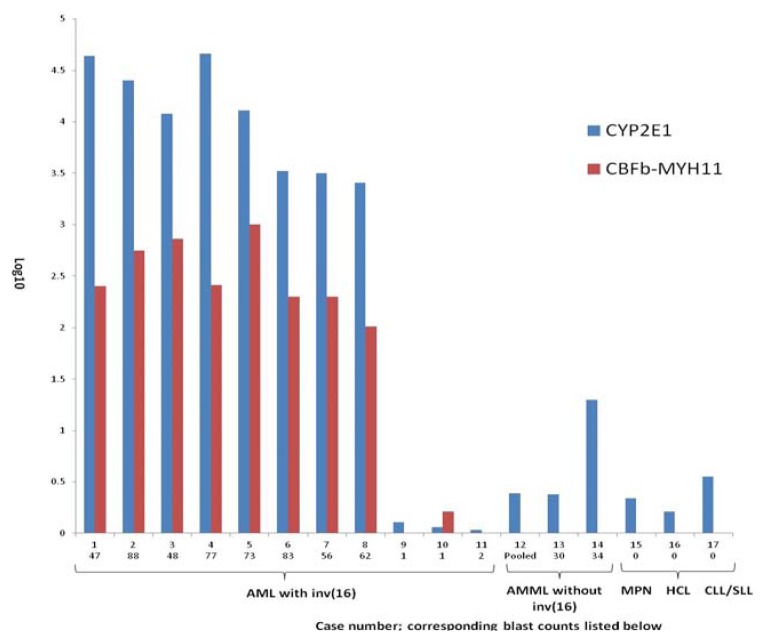 5
4.5
4
3.5
3
2.5
2
1.5
1
0.5
0
Log10
CYP2E1
CBFb-MYH11
1 2 3 4 5 6 7 8 9 10 11 12 13 14 15 16 17
47 88 48 77 73 83 56 62 1 1 2 Pooled 30 34 0 0 0
AML with inv(16)
AMML without
inv(16)
MPN HCL CLL/SLL
Case number; corresponding blast counts listed below